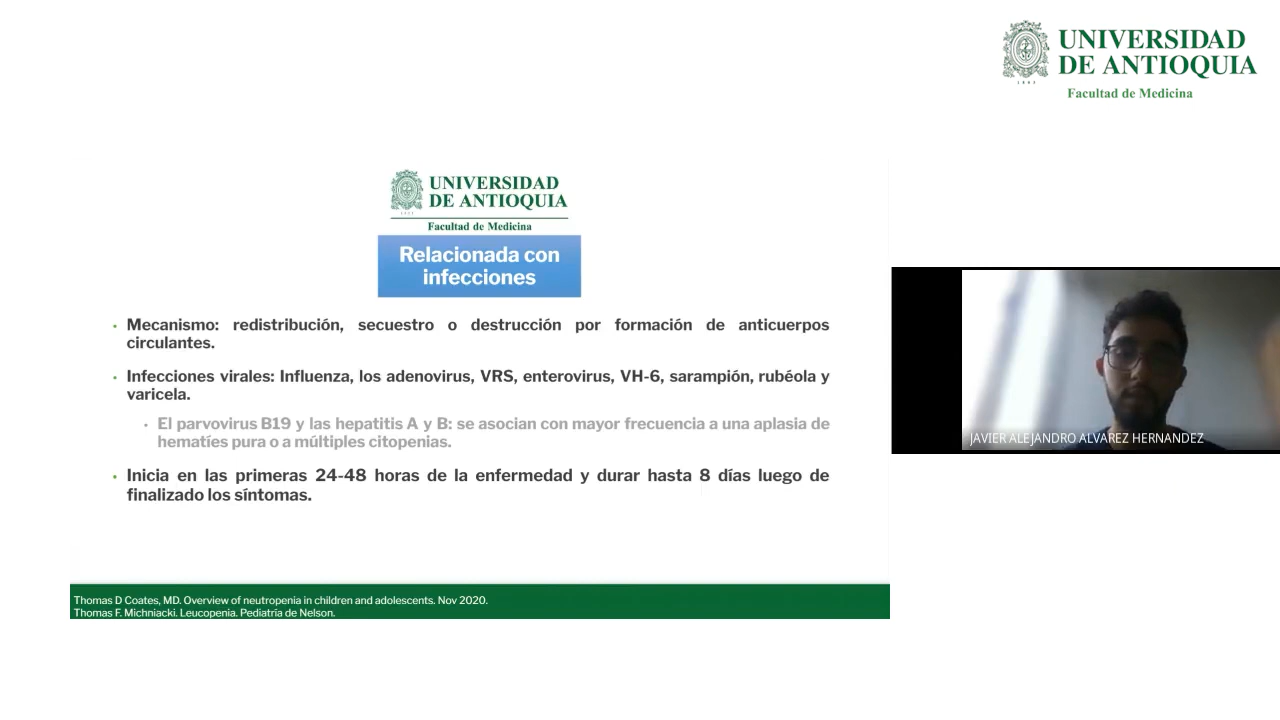 UNIVERSIDAD
DE ANTIOQUIA
1803
Facultad de Medicina
UNIVERSIDAD
DE ANTIOQUIA
Facultad de Medicina
Relacionada con
infecciones
• Mecanismo: redistribución, secuestro o destrucción por formación de anticuerpos
circulantes.
• Infecciones virales: Influenza, los adenovirus, VRS, enterovirus, VH-6, sarampión, rubéola y
varicela.
• El parvovirus B19 y las hepatitis A y B: se asocian con mayor frecuencia a una aplasia de
hematíes pura o a múltiples citopenias.
• Inicia en las primeras 24-48 horas de la enfermedad y durar hasta 8 días luego de
finalizado los síntomas.
JAVIER ALEJANDRO ALVAREZ HERNANDEZ
Thomas D Coates, MD. Overview of neutropenia in children and adolescents. Nov 2020.
Thomas F. Michniacki. Leucopenia. Pediatría de Nelson.